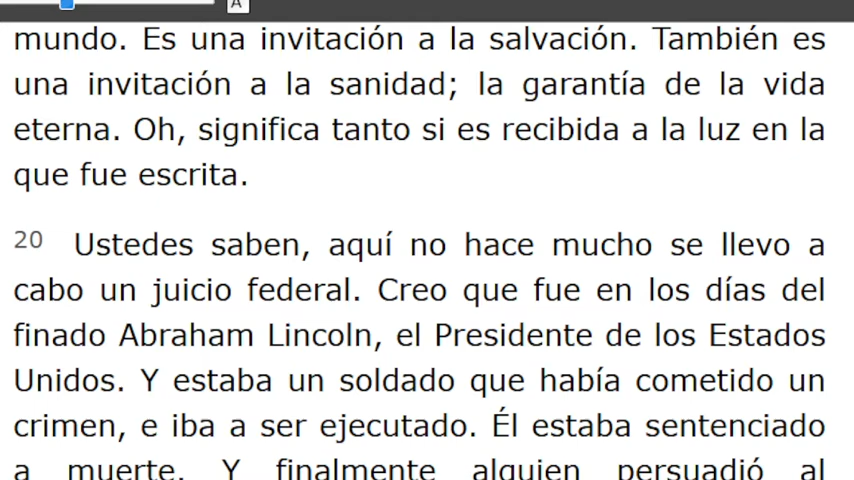 A
mundo. Es una invitación a la salvación. También es
una invitación a la sanidad; la garantía de la vida
eterna. Oh, significa tanto si es recibida a la luz en la
que fue escrita.
20 Ustedes saben, aquí no hace mucho se llevo a
cabo un juicio federal. Creo que fue en los días del
finado Abraham Lincoln, el Presidente de los Estados
Unidos. Y estaba un soldado que había cometido un
crimen, e iba a ser ejecutado. Él estaba sentenciado
a muerte. Y finalmente alguien persuadió al